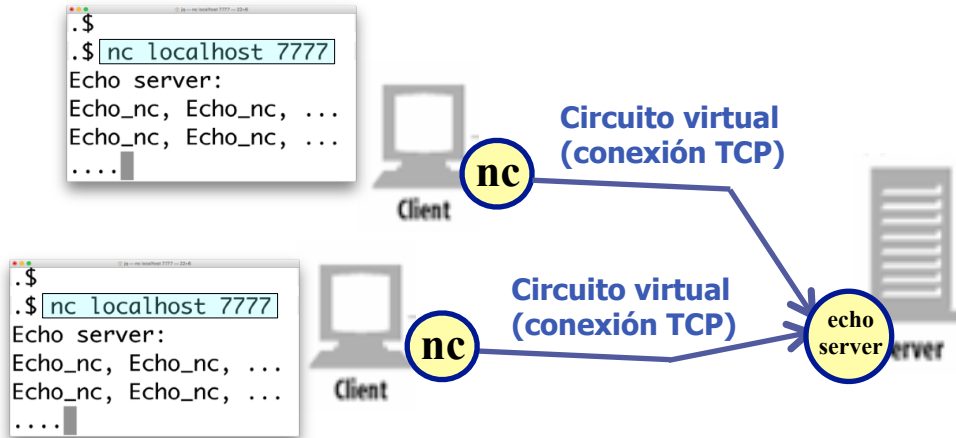 .$
.$ nc localhost 7777
Echo server:
Echo_nc, Echo_nc, ...
Echo_nc, Echo_nc, ...
....
Circuito virtual
(conexión TCP)
nc
Client
.$
.$ nc localhost 7777
Echo server:
Echo_nc, Echo_nc, ...
Echo_nc, Echo_nc, ...
....
Circuito virtual
(conexión TCP)
nc
Client
echo
server
erver